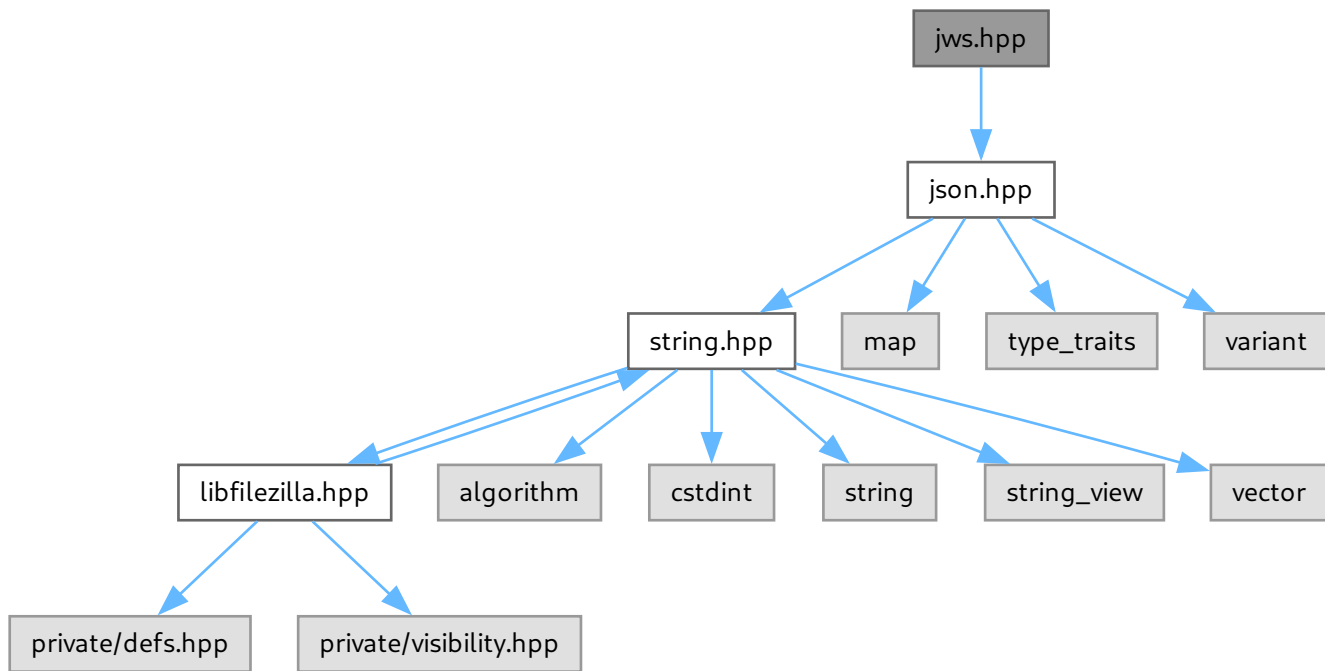 jws.hpp
json.hpp
string.hpp
map
type_traits
variant
libfilezilla.hpp
algorithm
cstdint
string
string_view
vector
private/defs.hpp
private/visibility.hpp